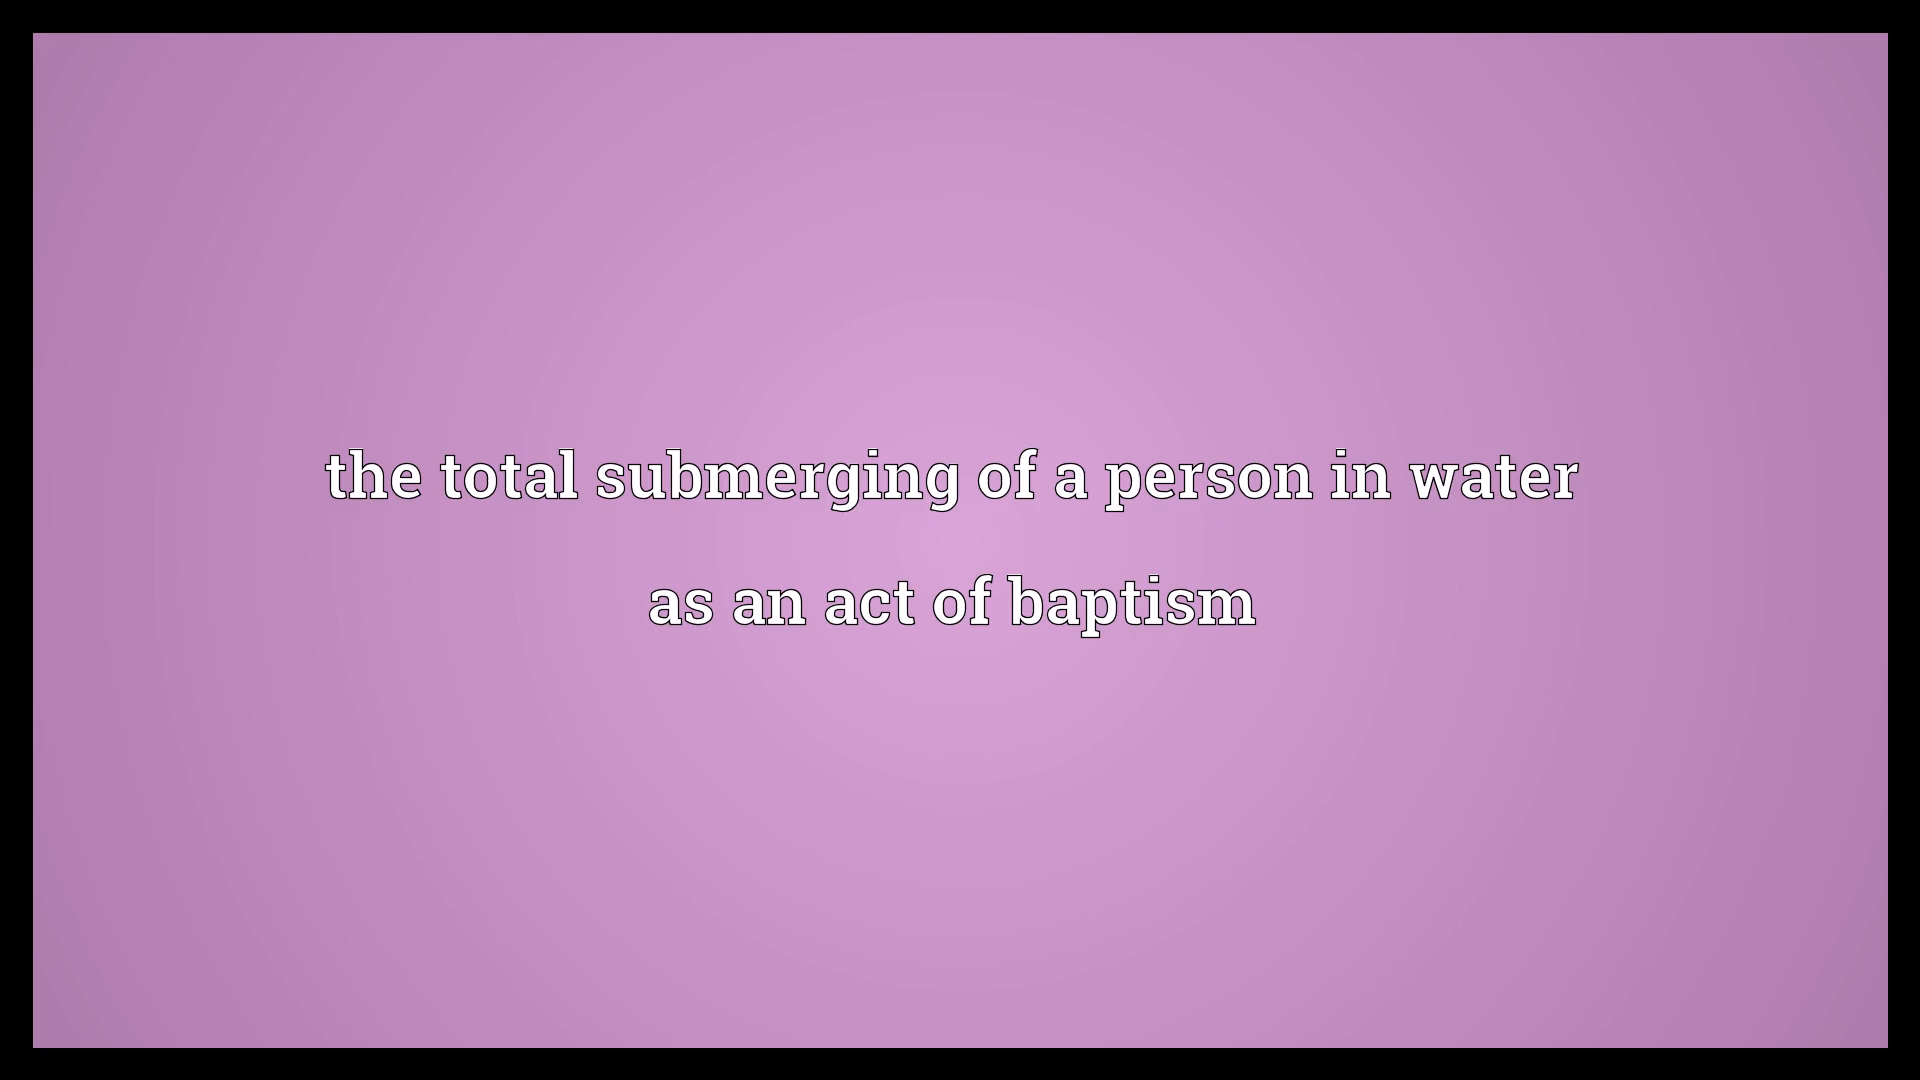 the total submerging of a person in water
as an act of baptism